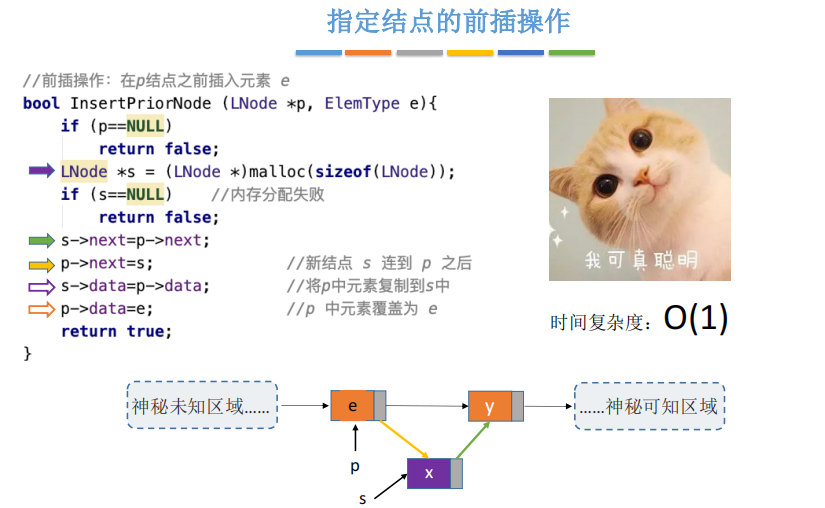 指定结点的前插操作
//前插操作：在p结点之前插入元素 e
bool InsertPriorNode (LNode *p, ElemType e){
if (p==NULL)
return false;
LNode *s = (LNode *)malloc(sizeof(LNode));
if (s==NULL) //内存分配失败
return false;
s->next=p->next;
p->next=s; //新结点 s 连到 p 之后
s->data=p->data; //将p中元素复制到s中
p->data=e; //p 中元素覆盖为 e
return true;
}
我可真聪明
时间复杂度：O(1)
神秘未知区域……
e
y
……神秘可知区域
p
x
s